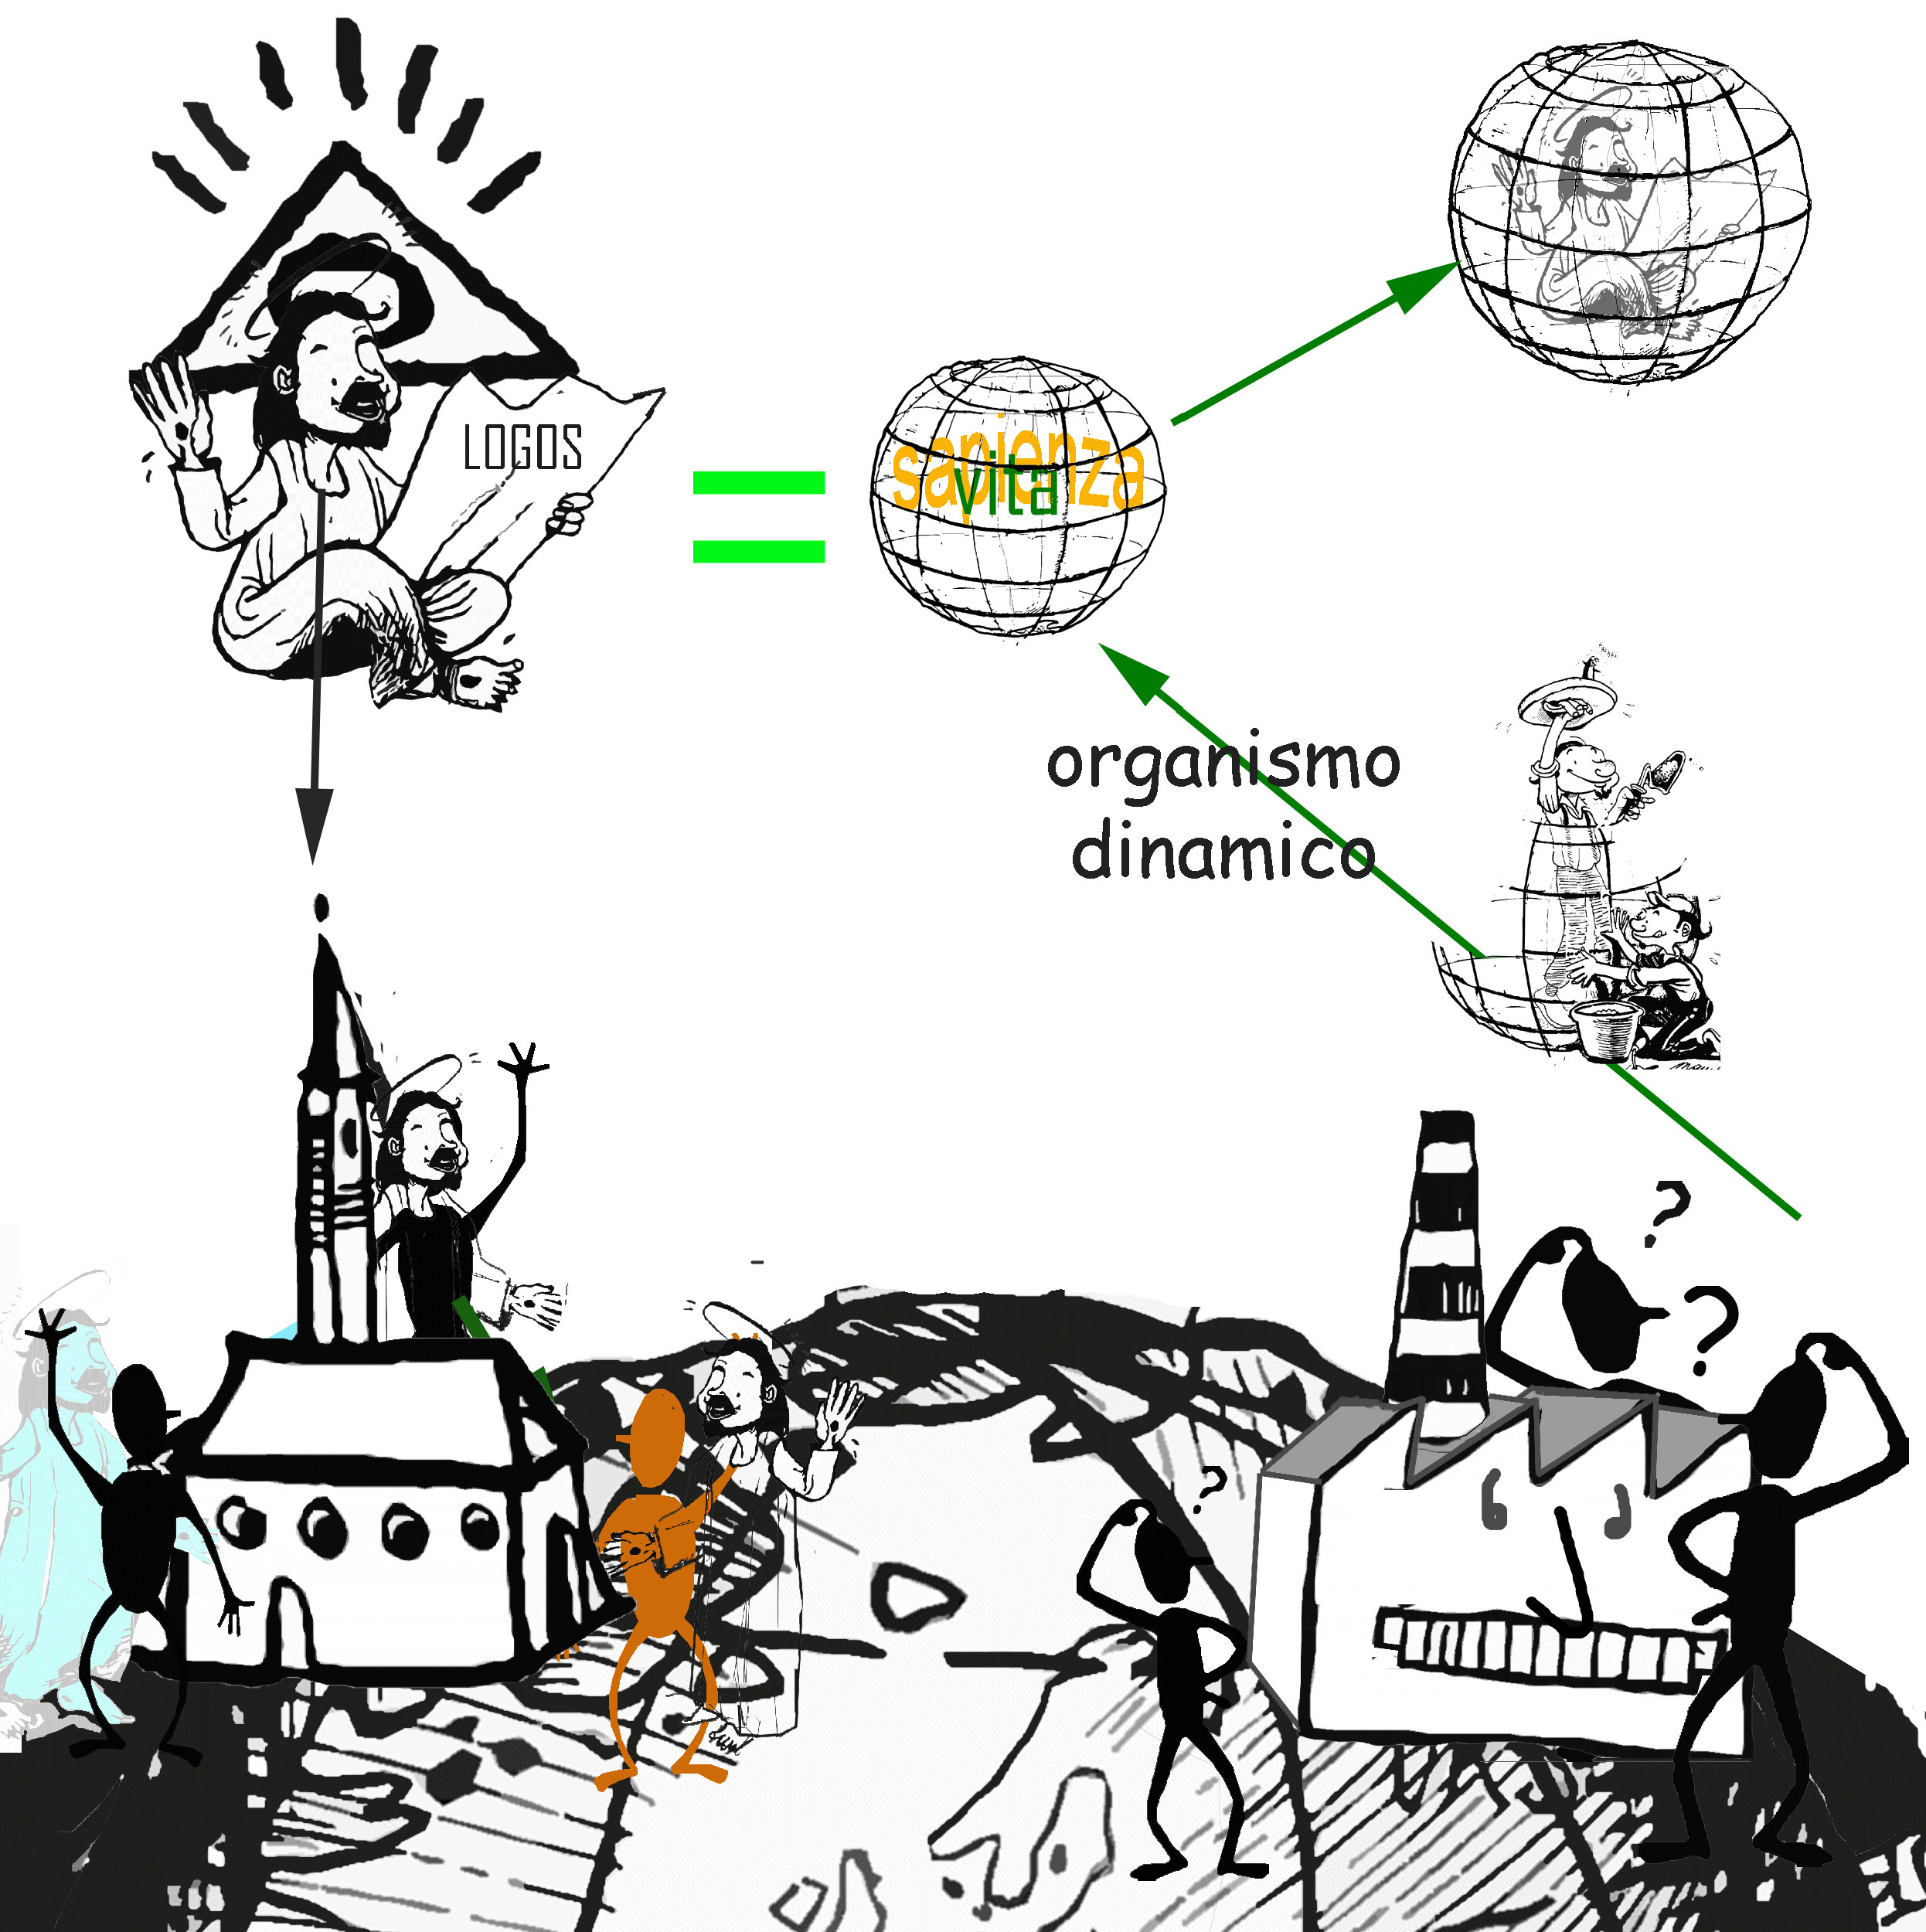 LOGOS
sapienza
vita
organismo
dinamico
?
?
?